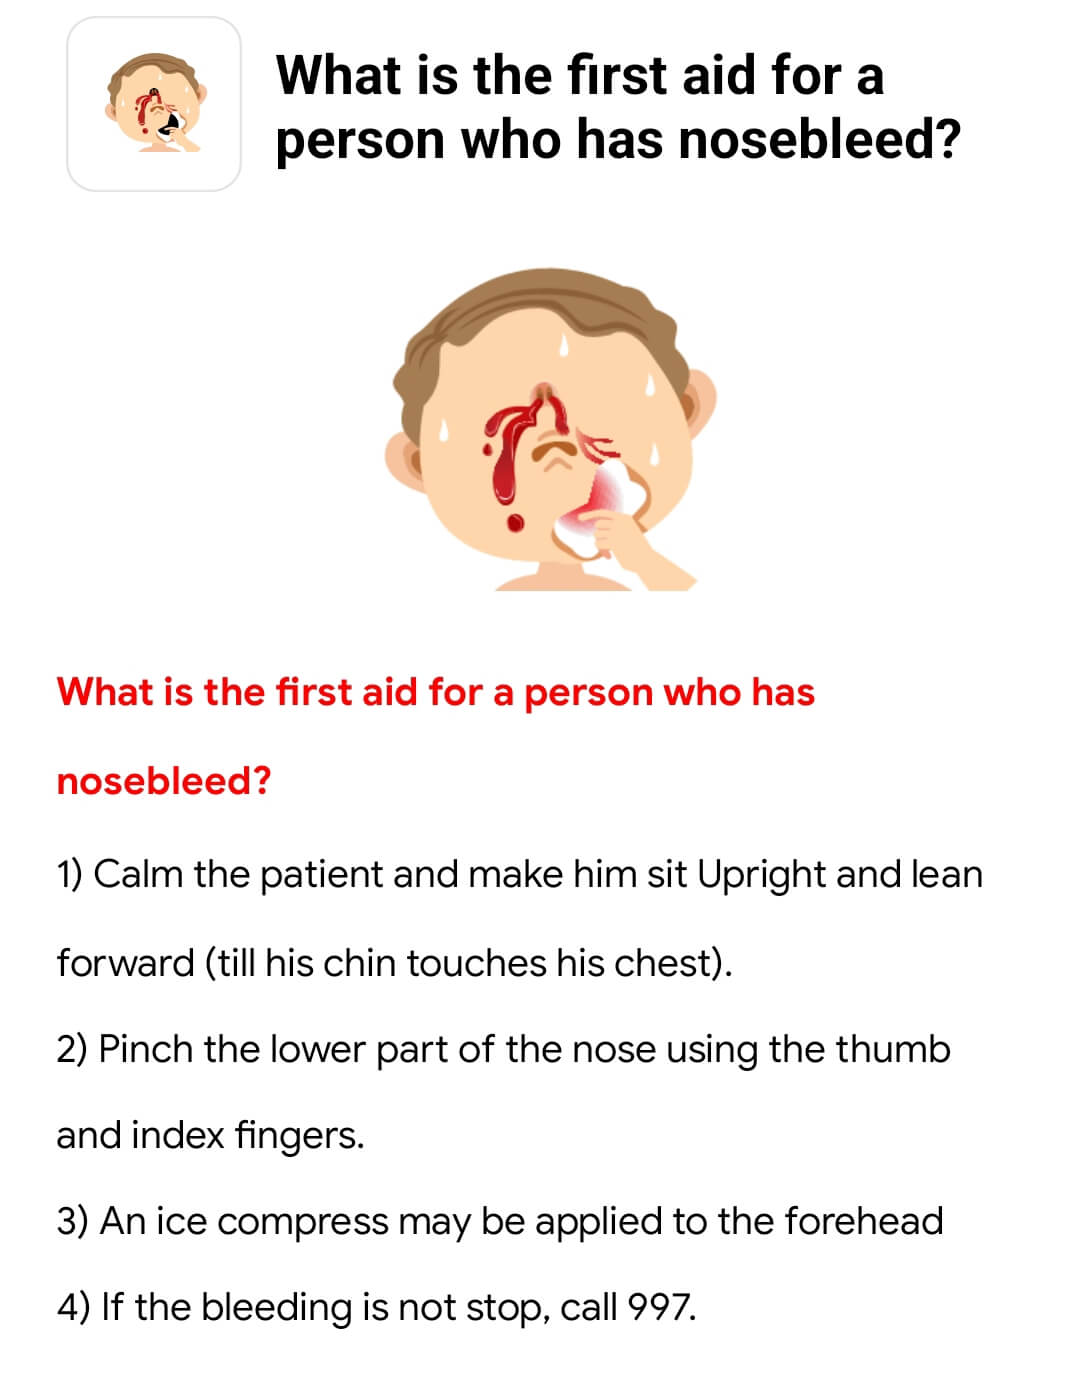 What is the first aid for a
person who has nosebleed?
What is the first aid for a person who has
nosebleed?
1) Calm the patient and make him sit Upright and lean
forward (till his chin touches his chest).
2) Pinch the lower part of the nose using the thumb
and index fingers.
3) An ice compress may be applied to the forehead
4) If the bleeding is not stop, call 997.